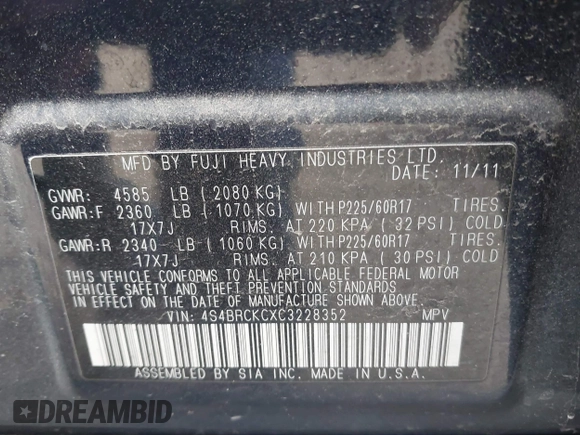 MFD BY FUJI HEAVY INDUSTRIES LTD.
DATE: 11/11
GVWR: 4585 LB ( 2080 KG)
GAWR:F 2360 LB ( 1070 KG) WITH P225/60R17 TIRES.
17X7J RIMS. AT 220 KPA ( 32 PSI) COLD
GAWR:R 2340 LB ( 1060 KG) WITH P225/60R17 TIRES.
17X7J RIMS. AT 210 KPA ( 30 PSI) COLD
THIS VEHICLE CONFORMS TO ALL APPLICABLE FEDERAL MOTOR
VEHICLE SAFETY AND THEFT PREVENTION STANDARDS
IN EFFECT ON THE DATE OF MANUFACTURE SHOWN ABOVE.
VIN: 4S4BRCKCXC3228352 MPV
ASSEMBLED BY SIA INC. MADE IN U.S.A.
DREAMBID